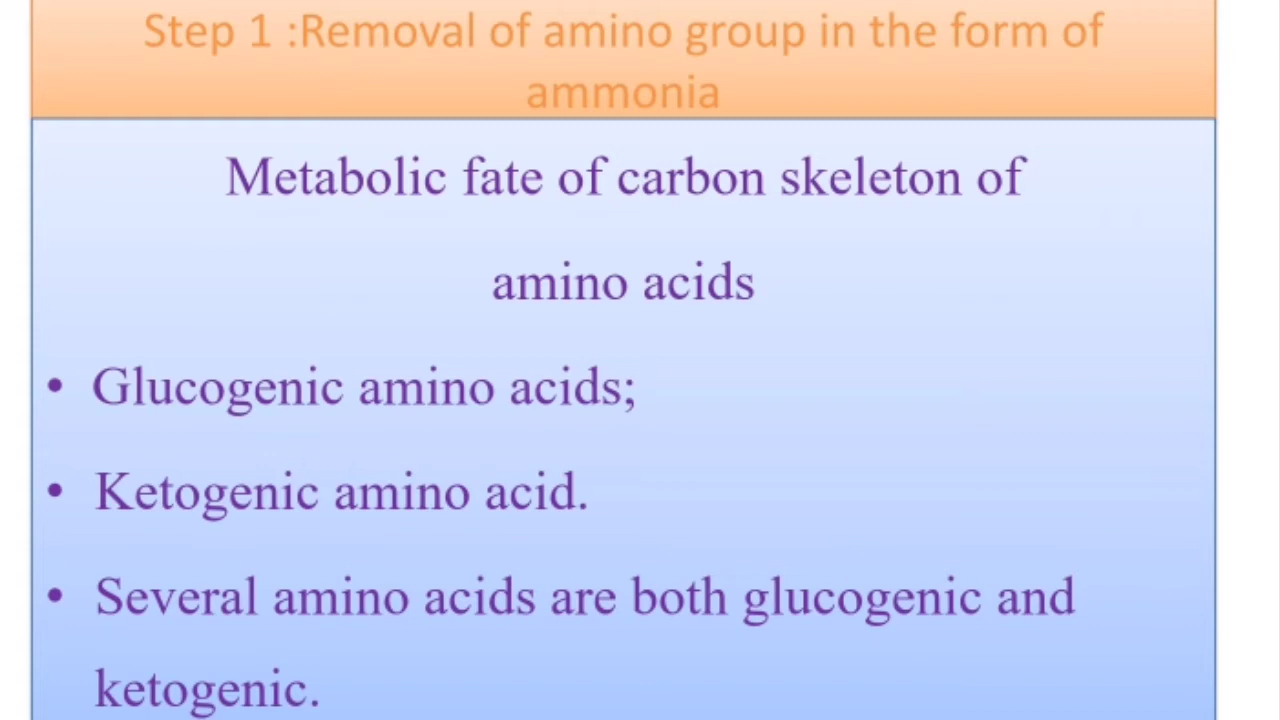 Step 1 :Removal of amino group in the form of
ammonia
Metabolic fate of carbon skeleton of
amino acids
• Glucogenic amino acids;
• Ketogenic amino acid.
• Several amino acids are both glucogenic and
ketogenic.